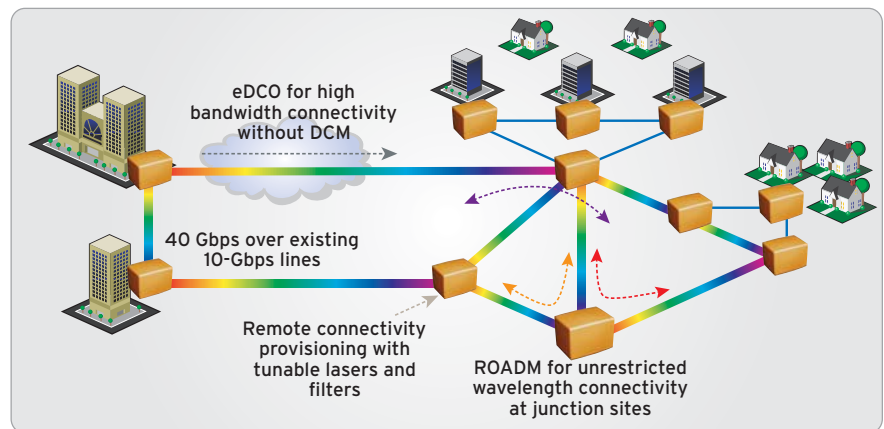 eDCO for high
bandwidth connectivity
without DCM
40 Gbps over existing
10-Gbps lines
Remote connectivity
provisioning with
tunable lasers and
filters
ROADM for unrestricted
wavelength connectivity
at junction sites